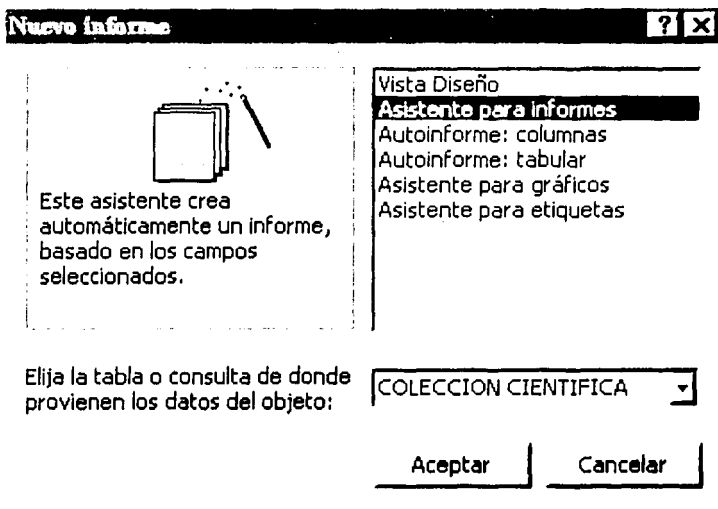 Nuevo informe
? X
Vista Diseño
Asistente para informes
Autoinforme: columnas
Autoinforme: tabular
Asistente para gráficos
Asistente para etiquetas
Este asistente crea
automáticamente un informe,
basado en los campos
seleccionados.
Elija la tabla o consulta de donde
provienen los datos del objeto:
COLECCION CIENTIFICA
Aceptar
Cancelar